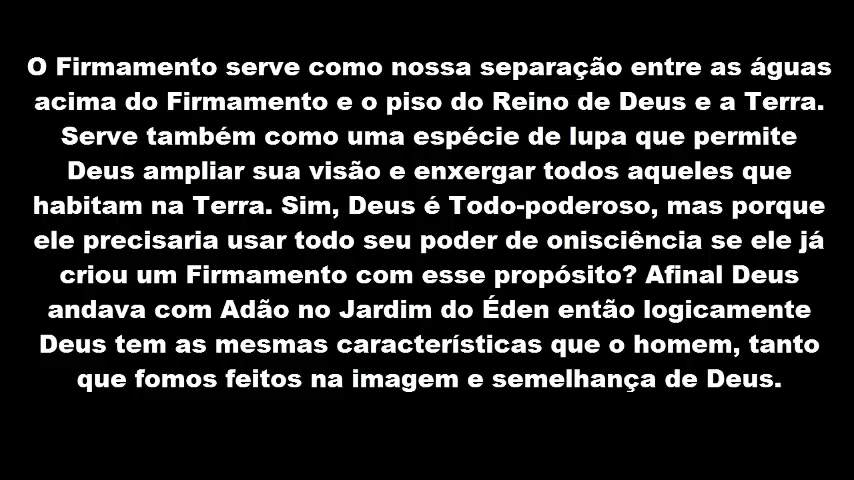 O Firmamento serve como nossa separação entre as águas
acima do Firmamento e o piso do Reino de Deus e a Terra.
Serve também como uma espécie de lupa que permite
Deus ampliar sua visão e enxergar todos aqueles que
habitam na Terra. Sim, Deus é Todo-poderoso, mas porque
ele precisaria usar todo seu poder de onisciência se ele já
criou um Firmamento com esse propósito? Afinal Deus
andava com Adão no Jardim do Éden então logicamente
Deus tem as mesmas características que o homem, tanto
que fomos feitos na imagem e semelhança de Deus.